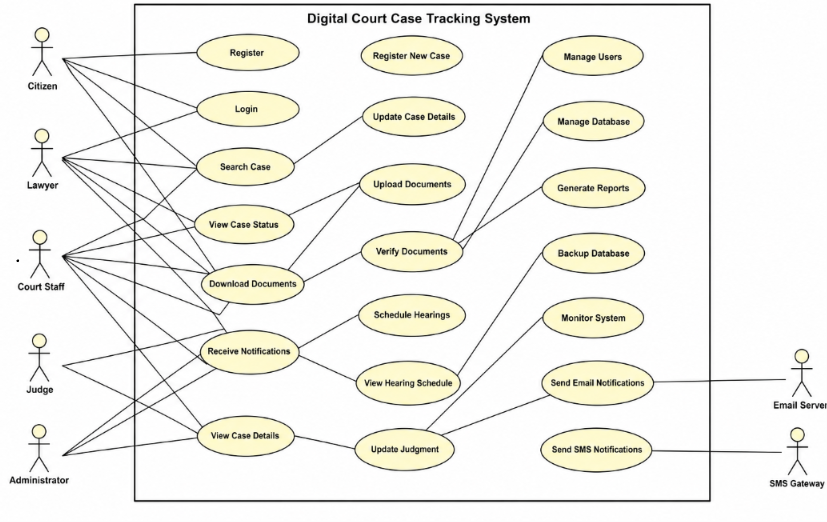 Digital Court Case Tracking System
Citizen
Lawyer
Court Staff
Judge
Administrator
Register
Login
Search Case
View Case Status
Download Documents
Receive Notifications
View Case Details
Register New Case
Update Case Details
Upload Documents
Verify Documents
Schedule Hearings
View Hearing Schedule
Update Judgment
Manage Users
Manage Database
Generate Reports
Backup Database
Monitor System
Send Email Notifications
Send SMS Notifications
Email Server
SMS Gateway